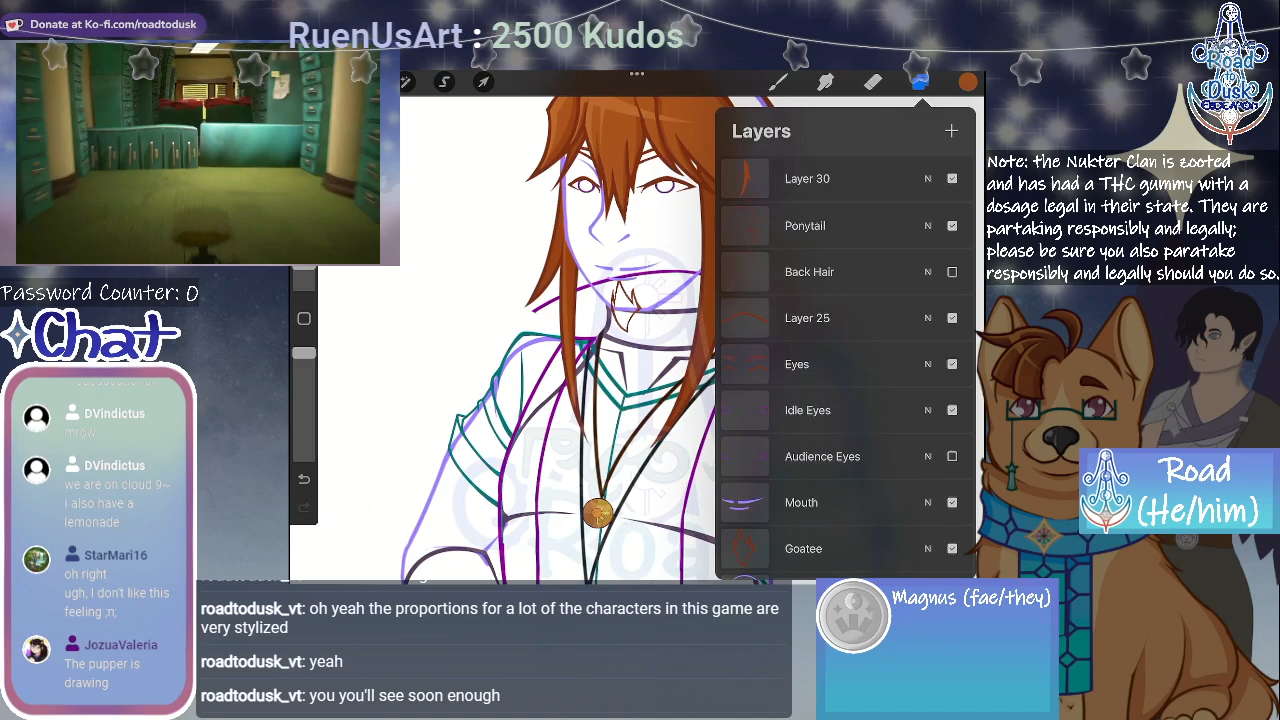 Donate at Ko-fi.com/roadtodusk
RuenUsArt : 2500 Kudos
Road
to
Dusk
Layers
Layer 30 N
Ponytail N
Back Hair N
Layer 25 N
Eyes N
Idle Eyes N
Audience Eyes N
Mouth N
Goatee N
Note: the Nukter Clan is zooted
and has had a THC gummy with a
dosage legal in their state. They are
partaking responsibly and legally;
please be sure you also paratake
responsibly and legally should you do so.
Password Counter: 0
Chat
DVindictus
mrow
DVindictus
we are on cloud 9~
I also have a
lemonade
StarMari16
oh right
ugh, I don't like this
feeling ;n;
JozuaValeria
The pupper is
drawing
roadtodusk_vt: oh yeah the proportions for a lot of the characters in this game are
very stylized
roadtodusk_vt: yeah
roadtodusk_vt: you you'll see soon enough
Road
(He/him)
Magnus (fae/they)